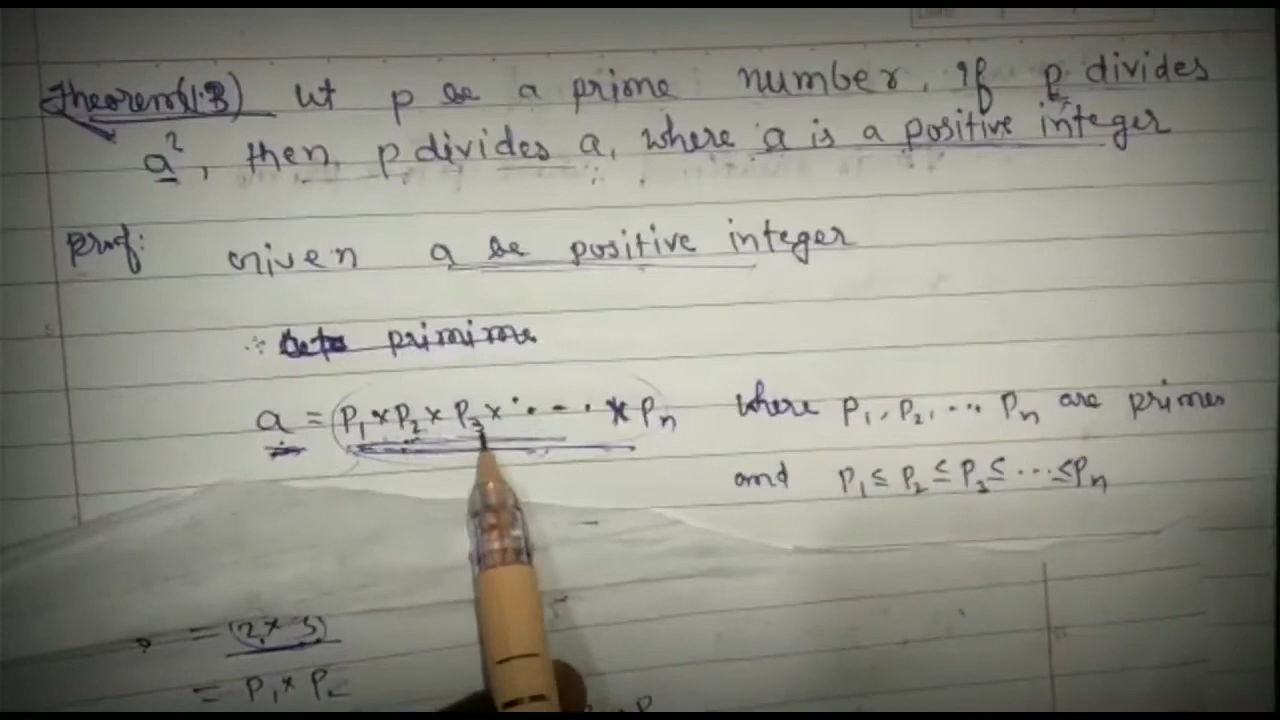 Theorem(1.3) Let p be a prime number. If p divides
a², then p divides a, where a is a positive integer
Proof: Given a be positive integer
∴ primime
a = P₁ × P₂ × P₃ × · - - · × Pₙ where P₁, P₂, ... Pₙ are primes
and P₁ ≤ P₂ ≤ P₃ ≤ ... ≤ Pₙ
= (2 × 3)
= P₁ × P₂